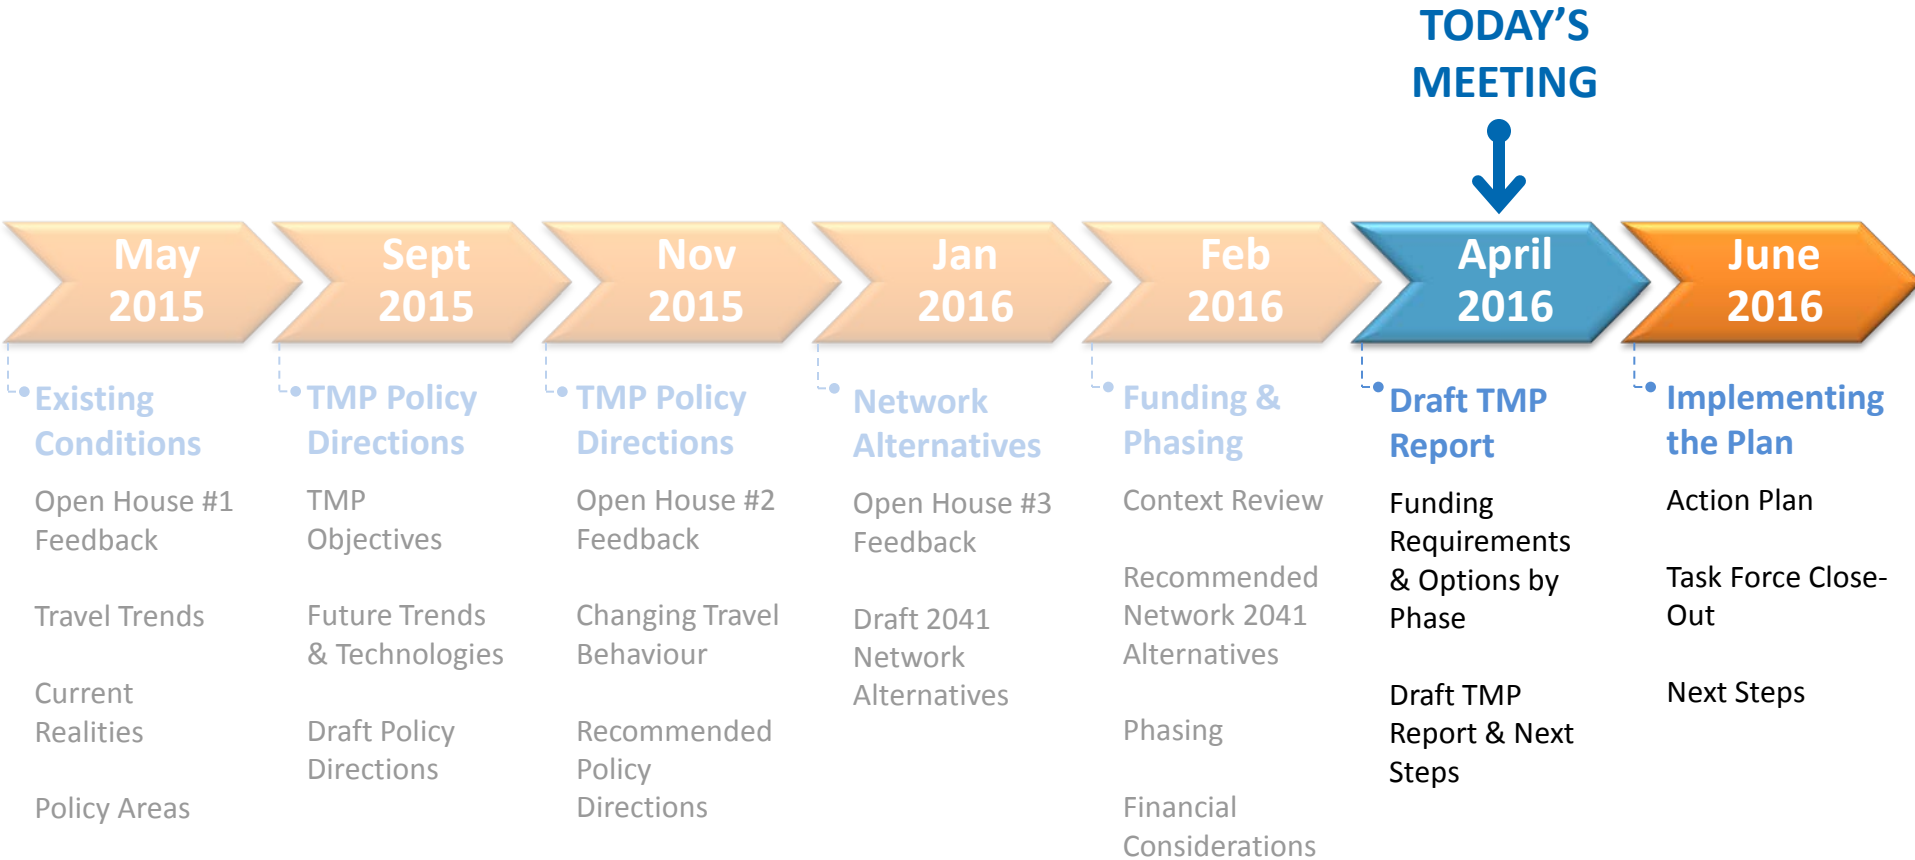 TODAY'S
MEETING
May
2015
Sept
2015
Nov
2015
Jan
2016
Feb
2016
April
2016
June
2016
Existing
Conditions
Open House #1
Feedback
Travel Trends
Current
Realities
Policy Areas
TMP Policy
Directions
TMP
Objectives
Future Trends
& Technologies
Draft Policy
Directions
TMP Policy
Directions
Open House #2
Feedback
Changing Travel
Behaviour
Recommended
Policy
Directions
Network
Alternatives
Open House #3
Feedback
Draft 2041
Network
Alternatives
Funding &
Phasing
Context Review
Recommended
Network 2041
Alternatives
Phasing
Financial
Considerations
Draft TMP
Report
Funding
Requirements
& Options by
Phase
Draft TMP
Report & Next
Steps
Implementing
the Plan
Action Plan
Task Force Close-
Out
Next Steps